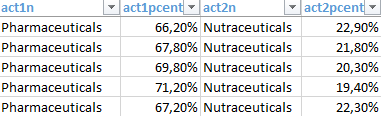 act1n act1pcent act2n act2pcent
Pharmaceuticals 66,20% Nutraceuticals 22,90%
Pharmaceuticals 67,80% Nutraceuticals 21,80%
Pharmaceuticals 69,80% Nutraceuticals 20,30%
Pharmaceuticals 71,20% Nutraceuticals 19,40%
Pharmaceuticals 67,20% Nutraceuticals 22,30%